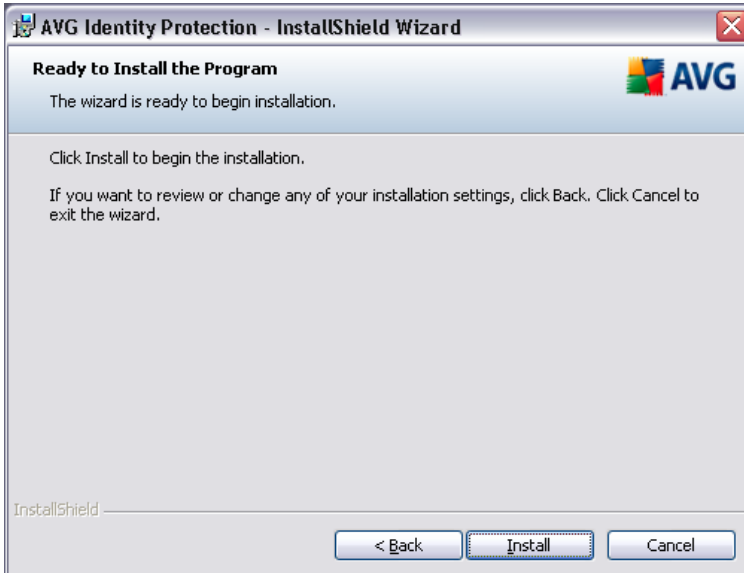 AVG Identity Protection - InstallShield Wizard
Ready to Install the Program
AVG
The wizard is ready to begin installation.
Click Install to begin the installation.
If you want to review or change any of your installation settings, click Back. Click Cancel to
exit the wizard.
InstallShield
< Back Install Cancel